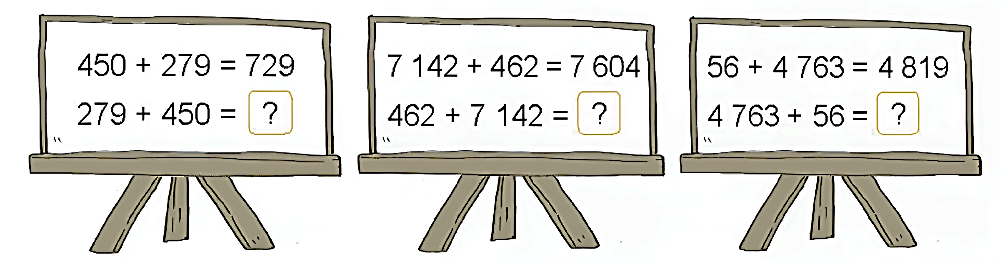 450 + 279 = 729
279 + 450 = ?
7 142 + 462 = 7 604
462 + 7 142 = ?
56 + 4 763 = 4 819
4 763 + 56 = ?